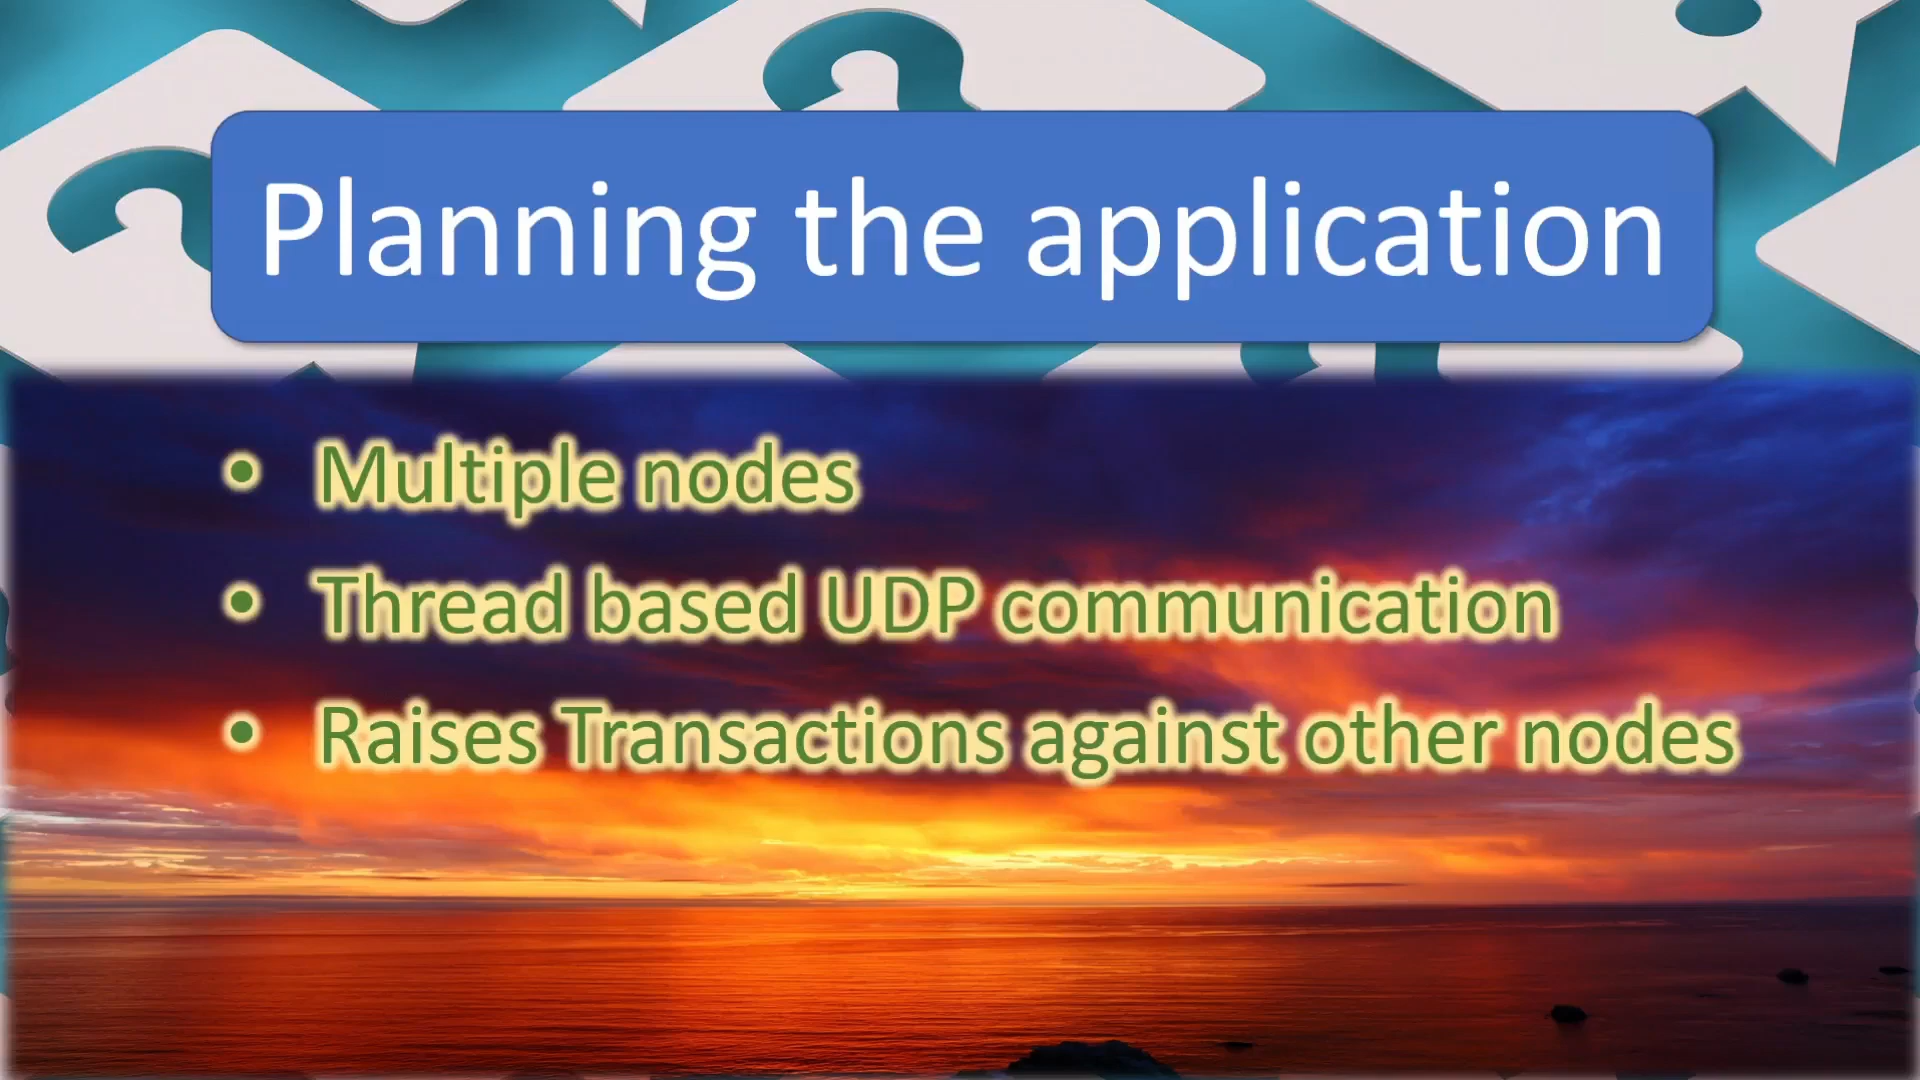 Planning the application
• Multiple nodes
• Thread based UDP communication
• Raises Transactions against other nodes